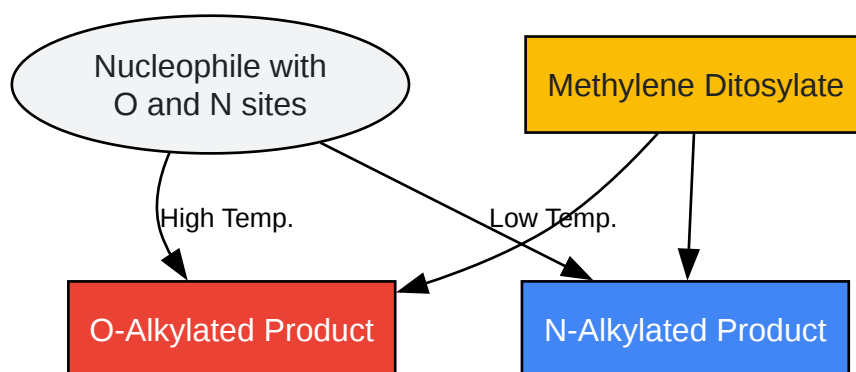 Nucleophile with
O and N sites
Methylene Ditosylate
High Temp.
Low Temp.
O-Alkylated Product
N-Alkylated Product